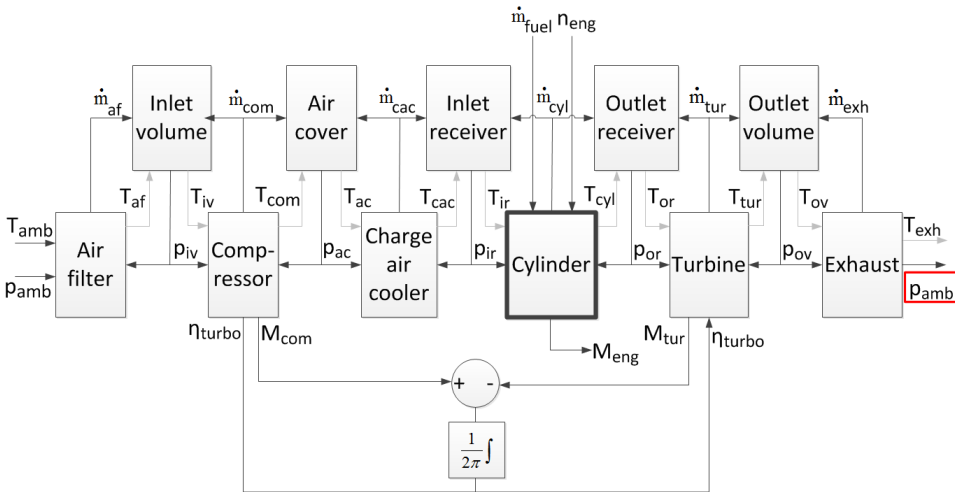 ṁfuel neng
ṁaf Inlet volume ṁcom Air cover ṁcac Inlet receiver ṁcyl Outlet receiver ṁtur Outlet volume ṁexh
Taf Tiv Tcom Tac Tcac Tir Tcyl Tor Ttur Tov Texh
Tamb
pamb
Air filter piv Comp-ressor pac Charge air cooler pir Cylinder por Turbine pov Exhaust pamb
ηturbo Mcom Meng Mtur ηturbo
+ -
1/2π ∫